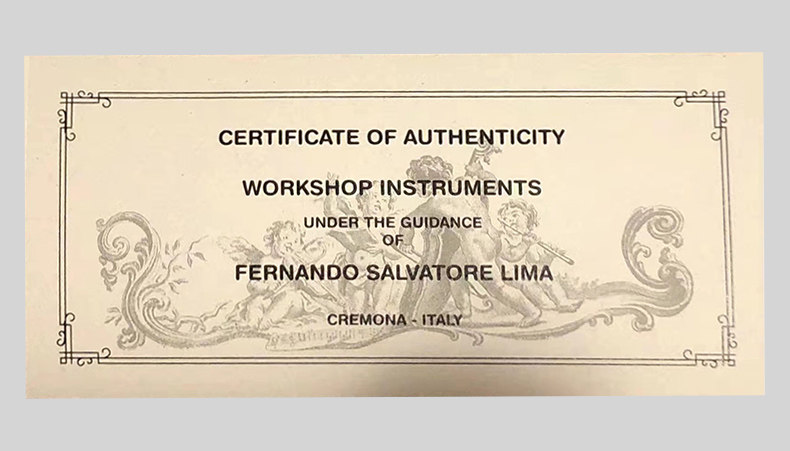 CERTIFICATE OF AUTHENTICITY
WORKSHOP INSTRUMENTS
UNDER THE GUIDANCE
OF
FERNANDO SALVATORE LIMA
CREMONA - ITALY